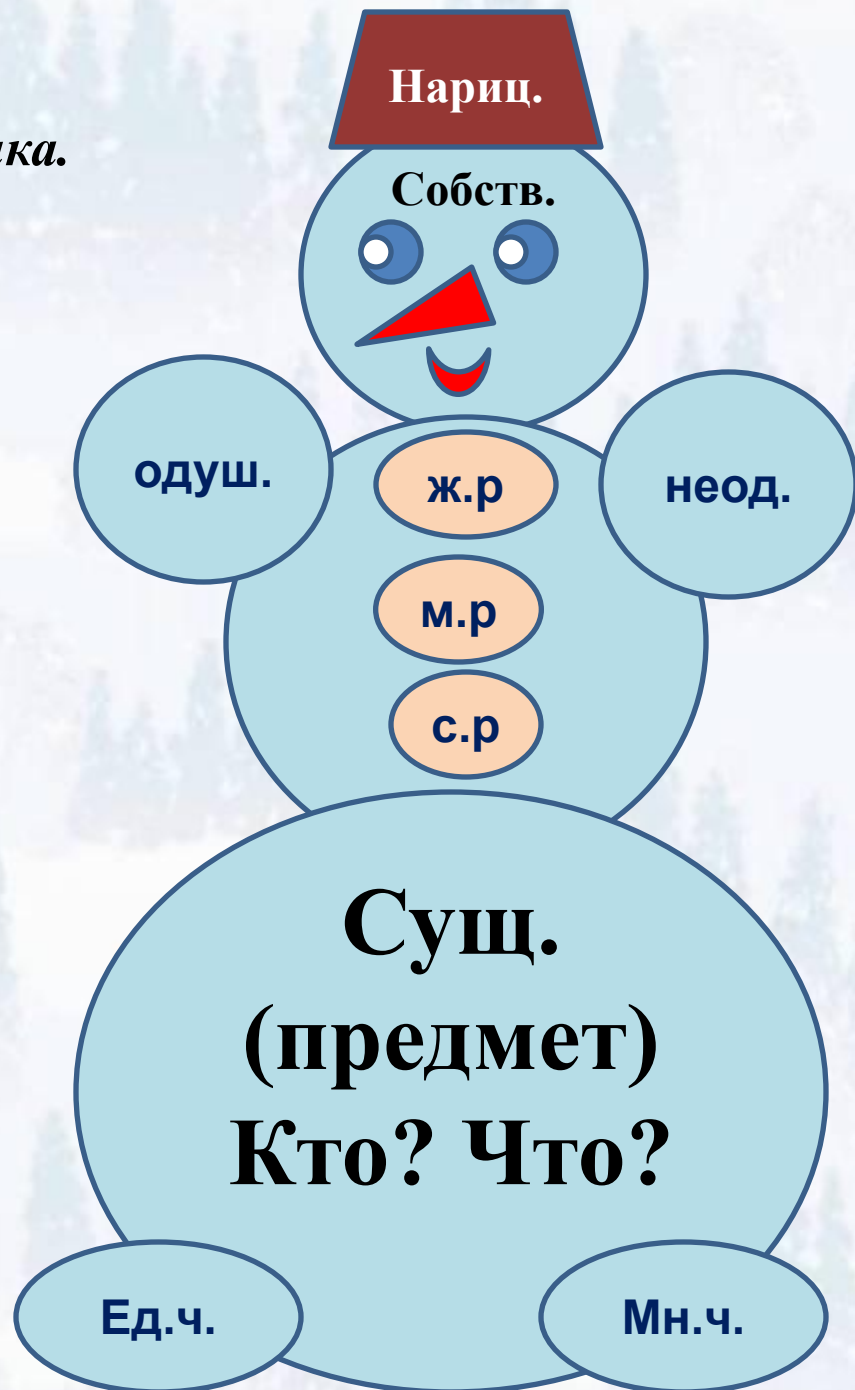 Нариц.
Собств.
одуш.
ж.р
неод.
м.р
с.р
Сущ.
(предмет)
Кто? Что?
Ед.ч.
Мн.ч.